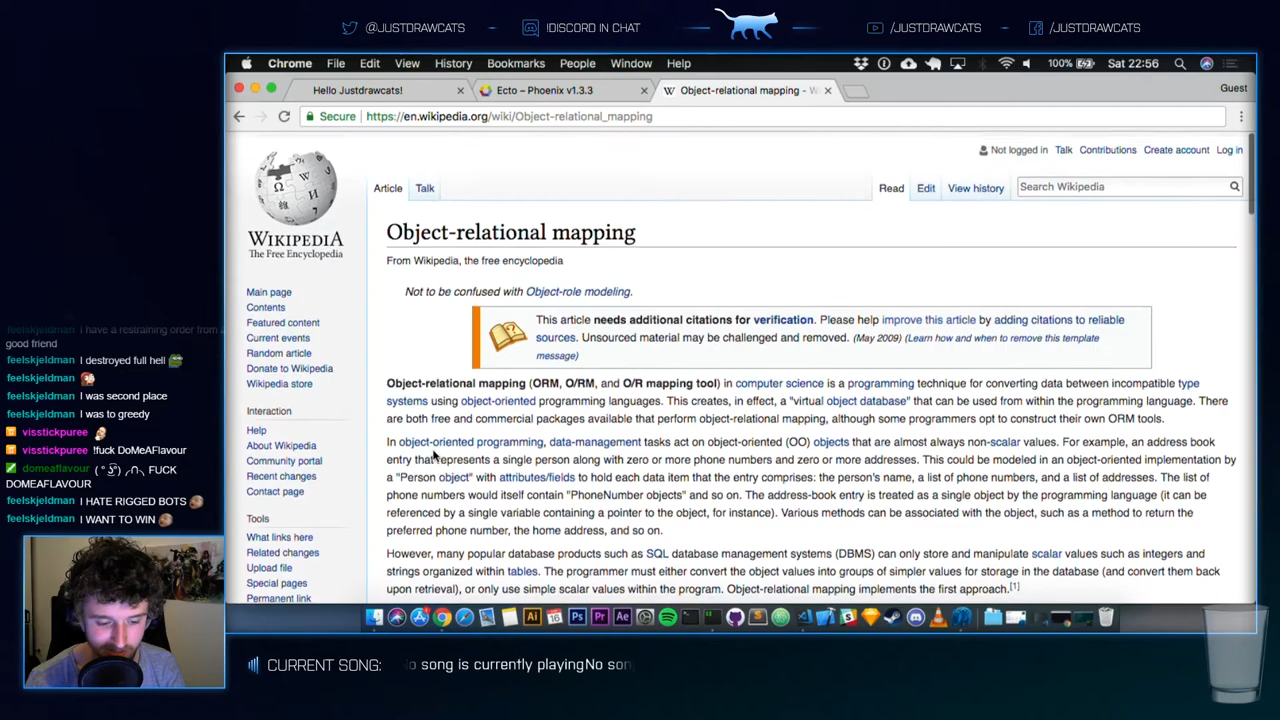 @JUSTDRAWCATS
!DISCORD IN CHAT
/JUSTDRAWCATS
/JUSTDRAWCATS
Chrome File Edit View History Bookmarks People Window Help
100% Sat 22:56
Hello Justdrawcats!
Ecto – Phoenix v1.3.3
Object-relational mapping - W
Guest
Secure https://en.wikipedia.org/wiki/Object-relational_mapping
Not logged in Talk Contributions Create account Log in
Article Talk
Read Edit View history
Search Wikipedia
WIKIPEDIA
The Free Encyclopedia
Main page
Contents
Featured content
Current events
Random article
Donate to Wikipedia
Wikipedia store
Interaction
Help
About Wikipedia
Community portal
Recent changes
Contact page
Tools
What links here
Related changes
Upload file
Special pages
Permanent link
Object-relational mapping
From Wikipedia, the free encyclopedia
Not to be confused with Object-role modeling.
This article needs additional citations for verification. Please help improve this article by adding citations to reliable
sources. Unsourced material may be challenged and removed. (May 2009) (Learn how and when to remove this template
message)
Object-relational mapping (ORM, O/RM, and O/R mapping tool) in computer science is a programming technique for converting data between incompatible type
systems using object-oriented programming languages. This creates, in effect, a "virtual object database" that can be used from within the programming language. There
are both free and commercial packages available that perform object-relational mapping, although some programmers opt to construct their own ORM tools.
In object-oriented programming, data-management tasks act on object-oriented (OO) objects that are almost always non-scalar values. For example, an address book
entry that represents a single person along with zero or more phone numbers and zero or more addresses. This could be modeled in an object-oriented implementation by
a "Person object" with attributes/fields to hold each data item that the entry comprises: the person's name, a list of phone numbers, and a list of addresses. The list of
phone numbers would itself contain "PhoneNumber objects" and so on. The address-book entry is treated as a single object by the programming language (it can be
referenced by a single variable containing a pointer to the object, for instance). Various methods can be associated with the object, such as a method to return the
preferred phone number, the home address, and so on.
However, many popular database products such as SQL database management systems (DBMS) can only store and manipulate scalar values such as integers and
strings organized within tables. The programmer must either convert the object values into groups of simpler values for storage in the database (and convert them back
upon retrieval), or only use simple scalar values within the program. Object-relational mapping implements the first approach.[1]
feelskjeldman I have a restraining order from a
good friend
feelskjeldman I destroyed full hell
feelskjeldman
feelskjeldman I was second place
feelskjeldman I was to greedy
visstickpuree
visstickpuree !fuck DoMeAFlavour
domeaflavour FUCK
DOMEAFLAVOUR
feelskjeldman I HATE RIGGED BOTS
feelskjeldman I WANT TO WIN
CURRENT SONG:
o song is currently playingNo son